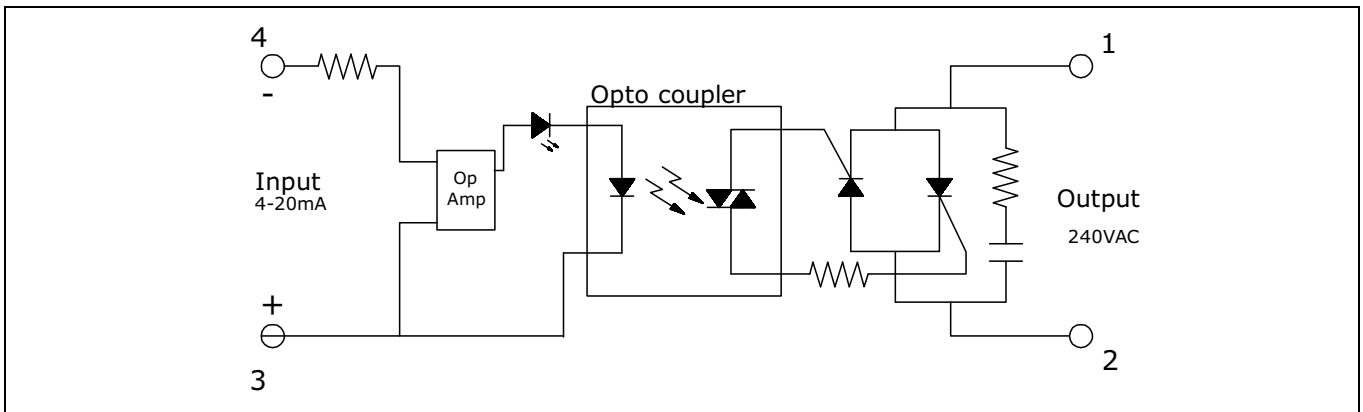 4
1
-
Opto coupler
Input
4-20mA
Op
Amp
Output
240VAC
+
3
2